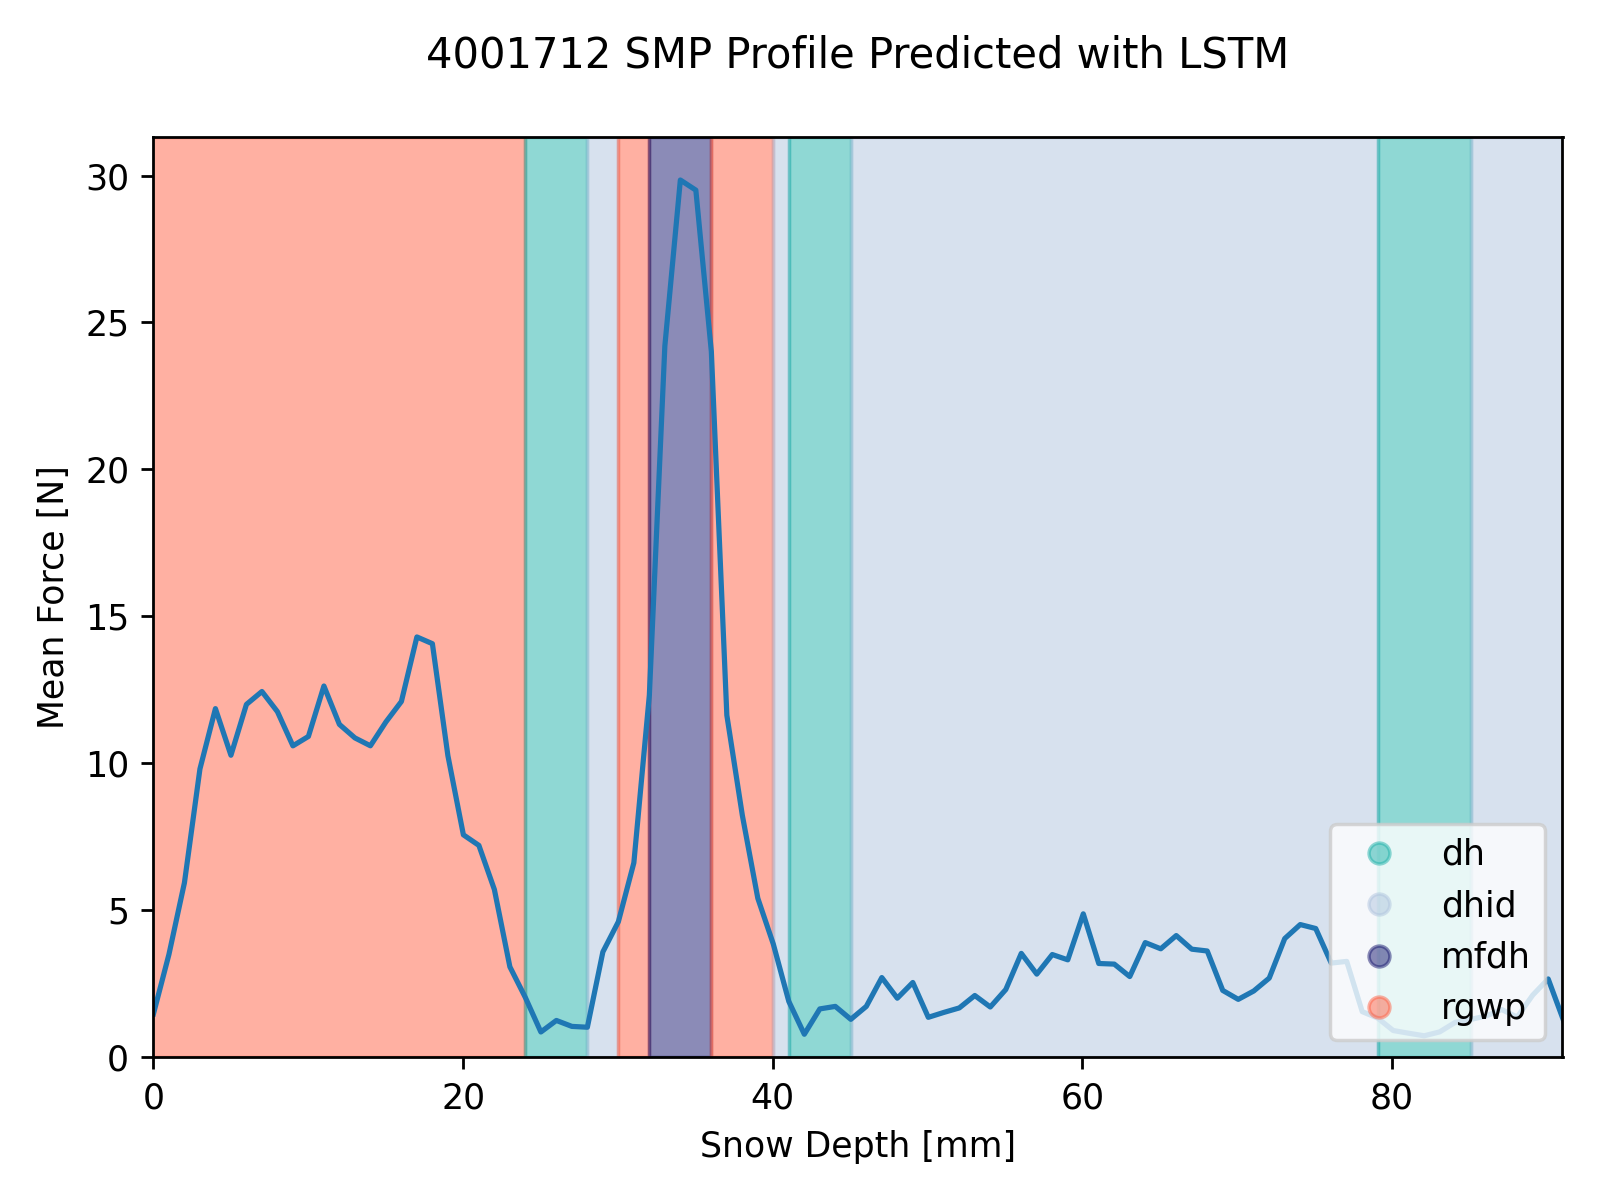 4001712 SMP Profile Predicted with LSTM
30
25
20
15
10
5
0
Mean Force [N]
dh
dhid
mfdh
rgwp
0 20 40 60 80
Snow Depth [mm]